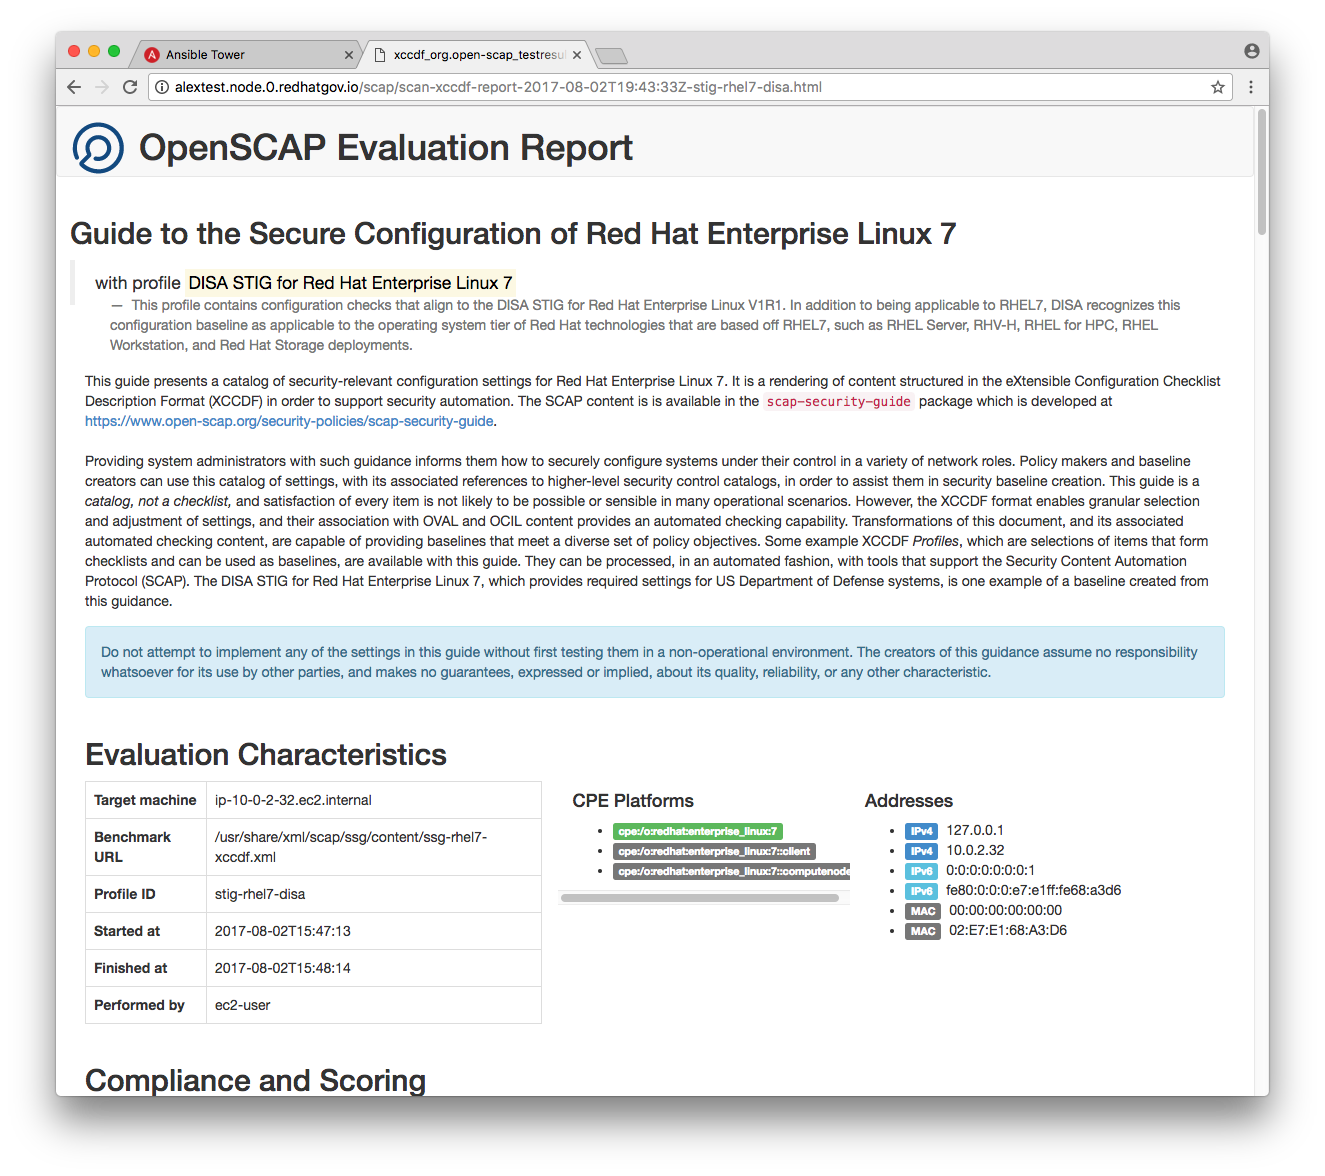 Ansible Tower
xccdf_org.open-scap_testresu
alextest.node.0.redhatgov.io/scap/scan-xccdf-report-2017-08-02T19:43:33Z-stig-rhel7-disa.html
OpenSCAP Evaluation Report
Guide to the Secure Configuration of Red Hat Enterprise Linux 7
with profile DISA STIG for Red Hat Enterprise Linux 7
— This profile contains configuration checks that align to the DISA STIG for Red Hat Enterprise Linux V1R1. In addition to being applicable to RHEL7, DISA recognizes this
configuration baseline as applicable to the operating system tier of Red Hat technologies that are based off RHEL7, such as RHEL Server, RHV-H, RHEL for HPC, RHEL
Workstation, and Red Hat Storage deployments.
This guide presents a catalog of security-relevant configuration settings for Red Hat Enterprise Linux 7. It is a rendering of content structured in the eXtensible Configuration Checklist
Description Format (XCCDF) in order to support security automation. The SCAP content is is available in the scap-security-guide package which is developed at
https://www.open-scap.org/security-policies/scap-security-guide.
Providing system administrators with such guidance informs them how to securely configure systems under their control in a variety of network roles. Policy makers and baseline
creators can use this catalog of settings, with its associated references to higher-level security control catalogs, in order to assist them in security baseline creation. This guide is a
catalog, not a checklist, and satisfaction of every item is not likely to be possible or sensible in many operational scenarios. However, the XCCDF format enables granular selection
and adjustment of settings, and their association with OVAL and OCIL content provides an automated checking capability. Transformations of this document, and its associated
automated checking content, are capable of providing baselines that meet a diverse set of policy objectives. Some example XCCDF Profiles, which are selections of items that form
checklists and can be used as baselines, are available with this guide. They can be processed, in an automated fashion, with tools that support the Security Content Automation
Protocol (SCAP). The DISA STIG for Red Hat Enterprise Linux 7, which provides required settings for US Department of Defense systems, is one example of a baseline created from
this guidance.
Do not attempt to implement any of the settings in this guide without first testing them in a non-operational environment. The creators of this guidance assume no responsibility
whatsoever for its use by other parties, and makes no guarantees, expressed or implied, about its quality, reliability, or any other characteristic.
Evaluation Characteristics
Target machine ip-10-0-2-32.ec2.internal
Benchmark URL /usr/share/xml/scap/ssg/content/ssg-rhel7-
xccdf.xml
Profile ID stig-rhel7-disa
Started at 2017-08-02T15:47:13
Finished at 2017-08-02T15:48:14
Performed by ec2-user
CPE Platforms
cpe:/o:redhat:enterprise_linux:7
cpe:/o:redhat:enterprise_linux:7::client
cpe:/o:redhat:enterprise_linux:7::computenode
Addresses
IPv4 127.0.0.1
IPv4 10.0.2.32
IPv6 0:0:0:0:0:0:0:1
IPv6 fe80:0:0:0:e7:e1ff:fe68:a3d6
MAC 00:00:00:00:00:00
MAC 02:E7:E1:68:A3:D6
Compliance and Scoring